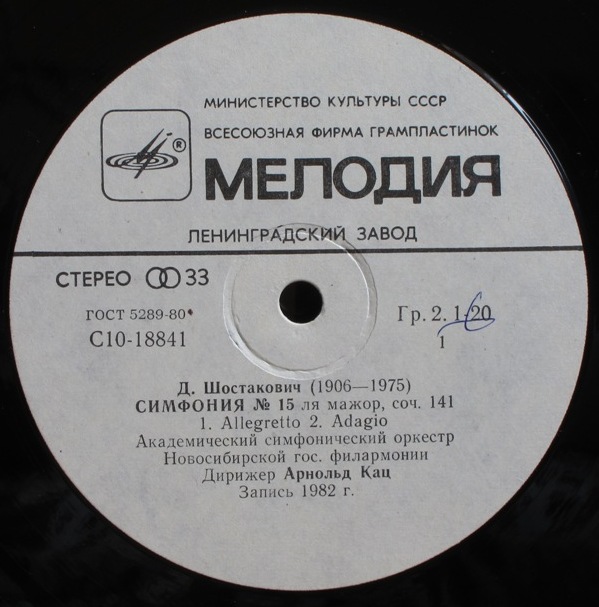 МИНИСТЕРСТВО КУЛЬТУРЫ СССР
ВСЕСОЮЗНАЯ ФИРМА ГРАМПЛАСТИНОК
®
МЕЛОДИЯ
ЛЕНИНГРАДСКИЙ ЗАВОД
СТЕРЕО 33
ГОСТ 5289-80
Гр. 2. 1-20
С10-18841
1
Д. Шостакович (1906—1975)
СИМФОНИЯ № 15 ля мажор, соч. 141
1. Allegretto 2. Adagio
Академический симфонический оркестр
Новосибирской гос. филармонии
Дирижер Арнольд Кац
Запись 1982 г.